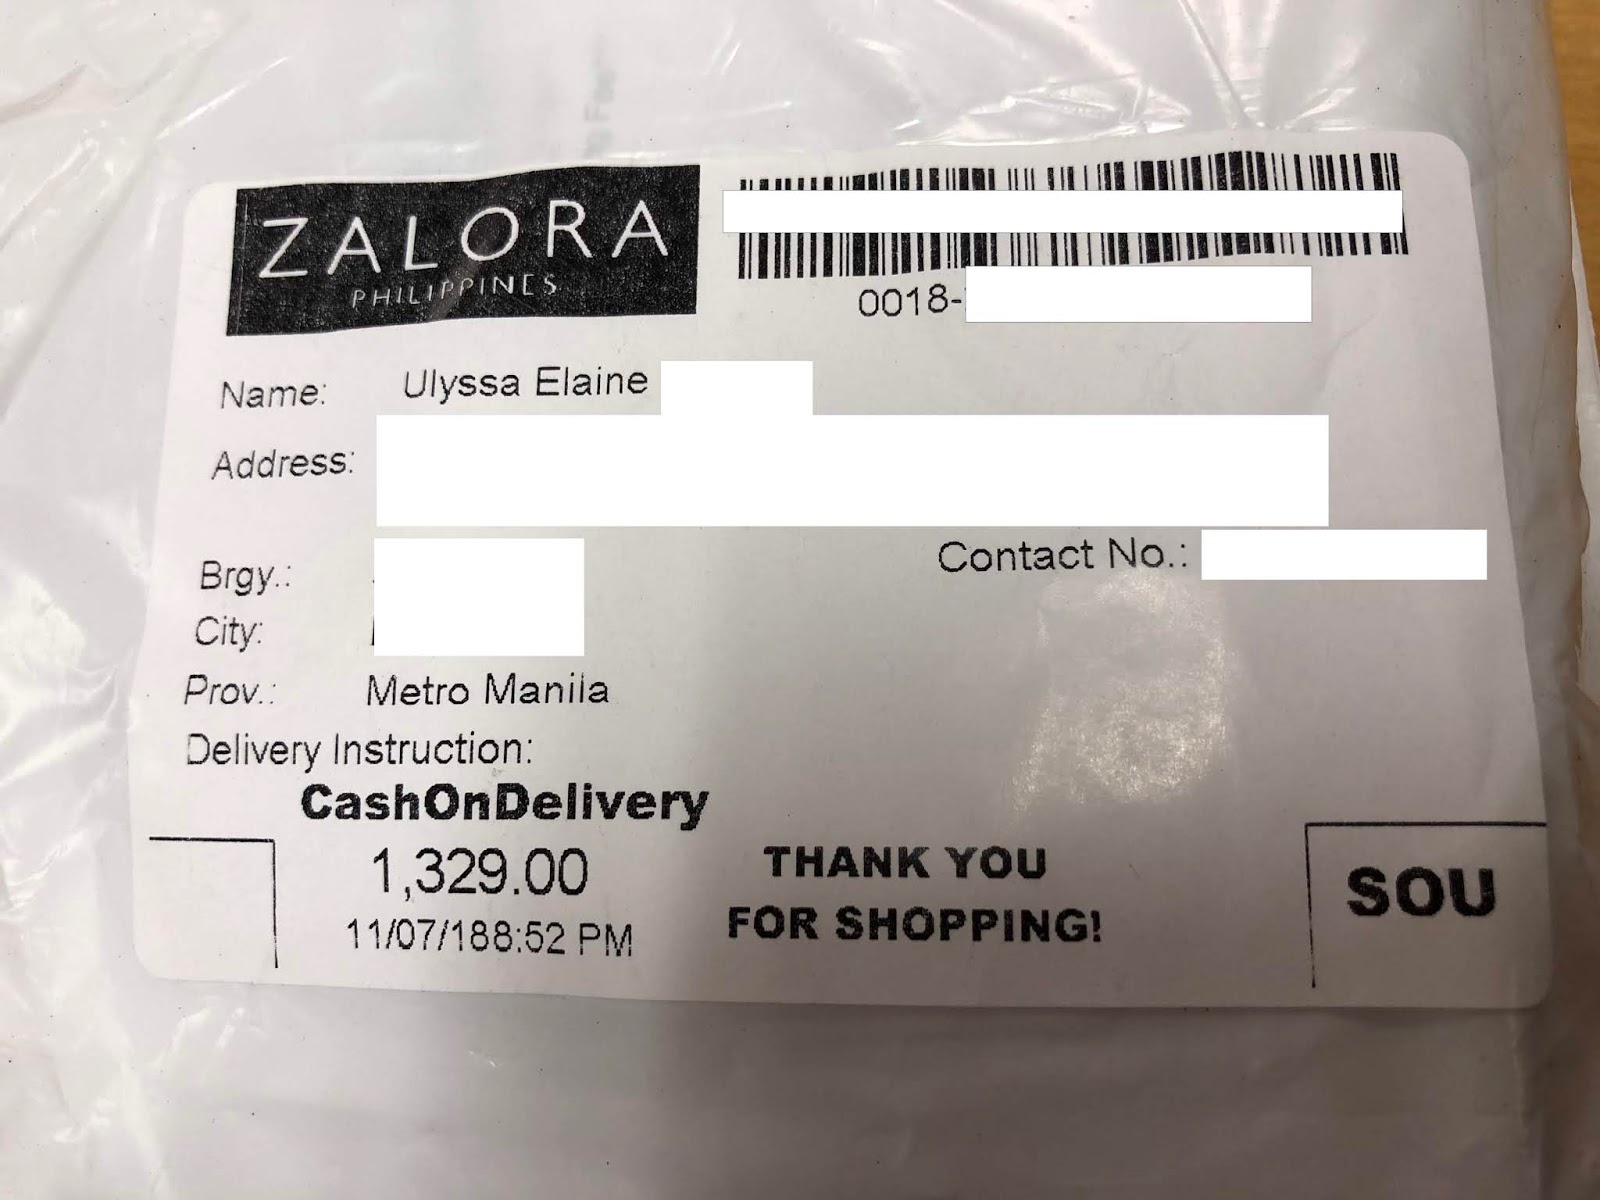 ZALORA
PHILIPPINES
0018-
Name: Ulyssa Elaine
Address:
Contact No.:
Brgy.:
City:
Prov.: Metro Manila
Delivery Instruction:
CashOnDelivery
1,329.00
11/07/188:52 PM
THANK YOU
FOR SHOPPING!
SOU